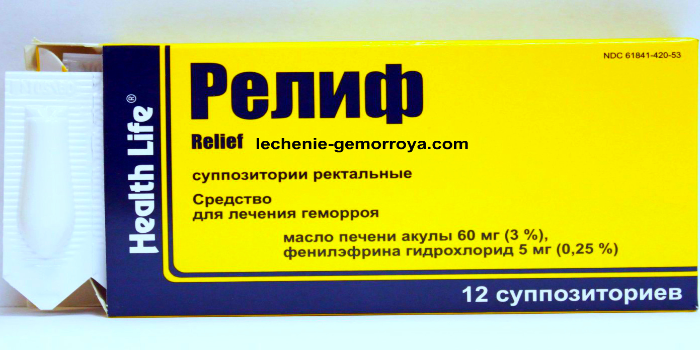 NDC 61841-420-53
Релиф
Relief lechenie-gemorroya.com
Health Life®
суппозитории ректальные
Средство
для лечения геморроя
масло печени акулы 60 мг (3 %),
фенилэфрина гидрохлорид 5 мг (0,25 %)
12 суппозиториев